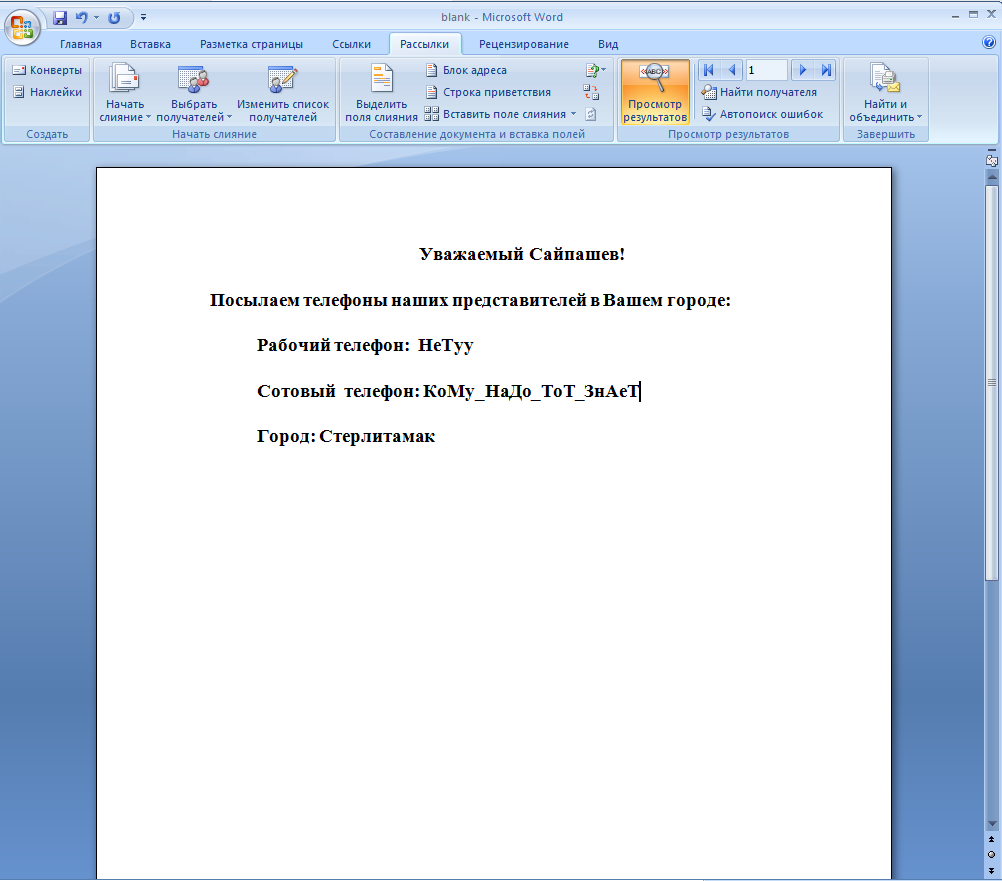 blank - Microsoft Word
Главная Вставка Разметка страницы Ссылки Рассылки Рецензирование Вид
Конверты
Наклейки
Создать
Начать
слияние
Выбрать
получателей
Изменить список
получателей
Начать слияние
Выделить
поля слияния
Блок адреса
Строка приветствия
Вставить поле слияния
Составление документа и вставка полей
«ABC»
Просмотр
результатов
1
Найти получателя
Автопоиск ошибок
Просмотр результатов
Найти и
объединить
Завершить
Уважаемый Сайпашев!
Посылаем телефоны наших представителей в Вашем городе:
Рабочий телефон: НеТуу
Сотовый телефон: КоМу_НаДо_ТоТ_ЗнАеТ
Город: Стерлитамак